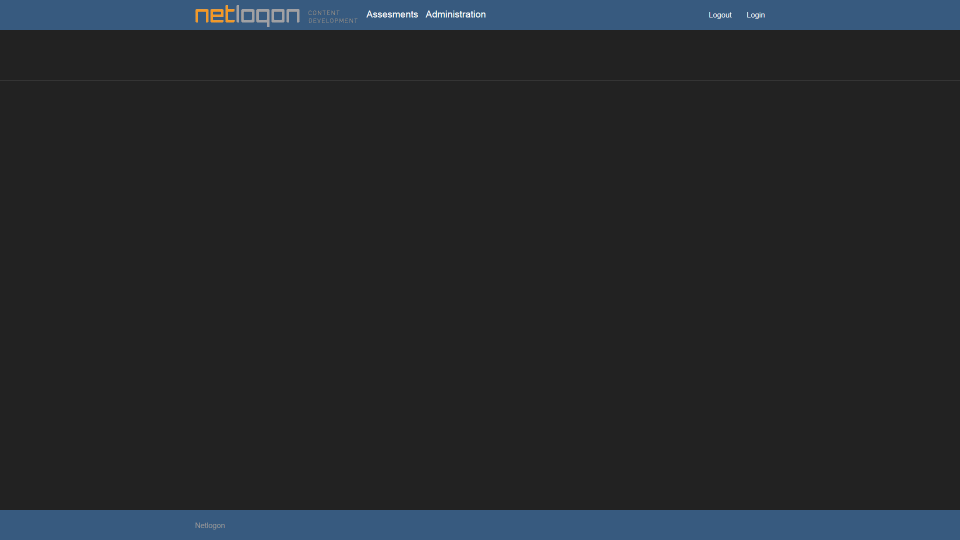 netlogon
CONTENT
DEVELOPMENT
Assesments Administration
Logout Login
Netlogon